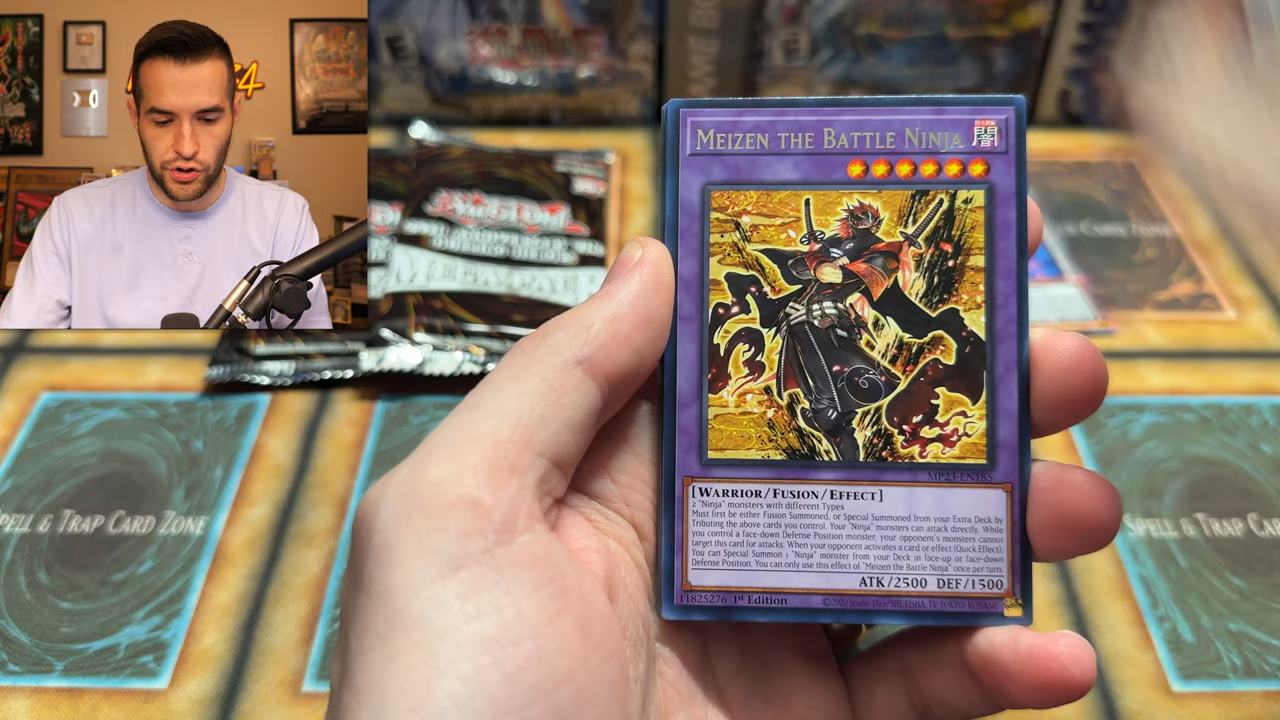 MEIZEN THE BATTLE NINJA
DARK
闇
MP23-EN185
[WARRIOR/FUSION/EFFECT]
2 "Ninja" monsters with different Types
Must first be either Fusion Summoned, or Special Summoned from your Extra Deck by
Tributing the above cards you control. Your "Ninja" monsters can attack directly. While
you control a face-down Defense Position monster, your opponent's monsters cannot
target this card for attacks. When your opponent activates a card or effect (Quick Effect):
You can Special Summon 1 "Ninja" monster from your Deck in face-up or face-down
Defense Position. You can only use this effect of "Meizen the Battle Ninja" once per turn.
ATK/2500 DEF/1500
11825276 1st Edition
©2020 Studio Dice/SHUEISHA, TV TOKYO, KONAMI
SPELL & TRAP CARD ZONE
SPELL & TRAP CAR
GAME BO
E